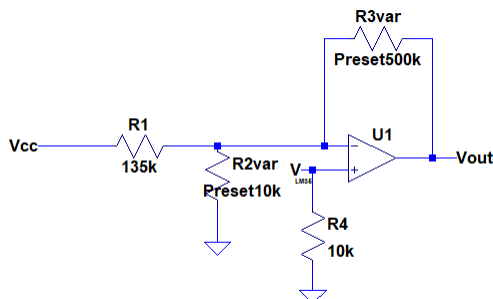 R3var
Preset500k
R1
U1
Vcc
135k
R2var
Preset10k
Vout
V
LM35
R4
10k